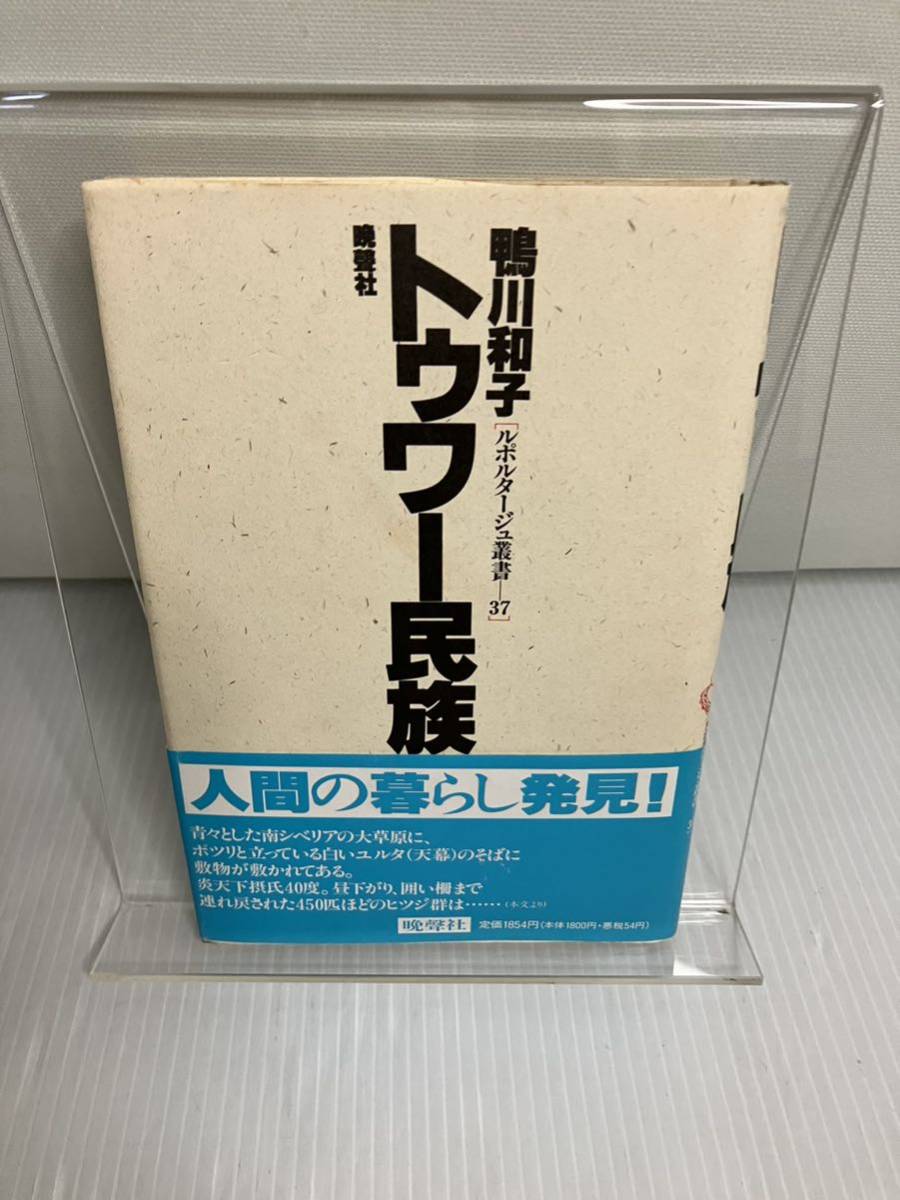 鴨川和子
[ルポルタージュ叢書―37]
トゥワー民族
晩聲社
人間の暮らし発見!
青々とした南シベリアの大草原に、
ポツリと立っている白いユルタ(天幕)のそばに
敷物が敷かれてある。
炎天下摂氏40度。昼下がり、囲い柵まで
連れ戻された450匹ほどのヒツジ群は……(本文より)
晩聲社
定価1854円(本体1800円・悪税54円)